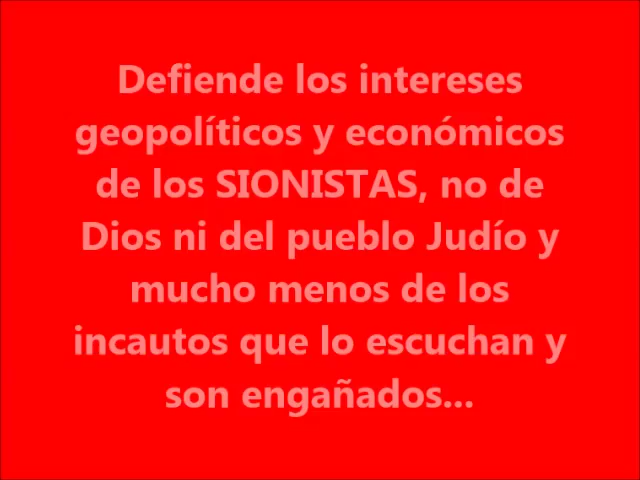 Defiende los intereses
geopolíticos y económicos
de los SIONISTAS, no de
Dios ni del pueblo Judío y
mucho menos de los
incautos que lo escuchan y
son engañados...